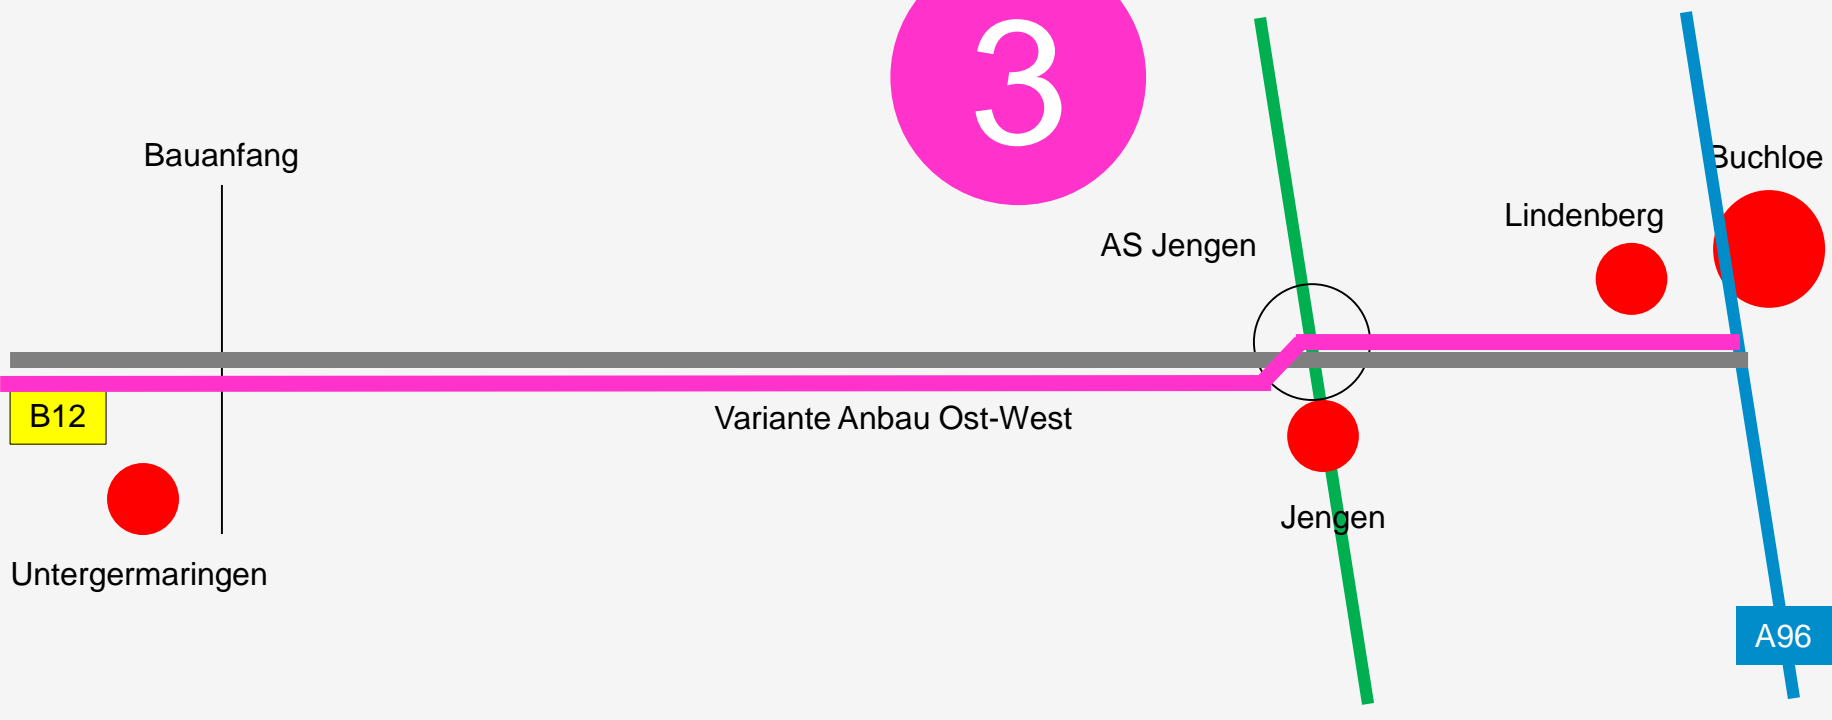 3
Bauanfang
Buchloe
Lindenberg
AS Jengen
B12
Variante Anbau Ost-West
Jengen
Untergermaringen
A96